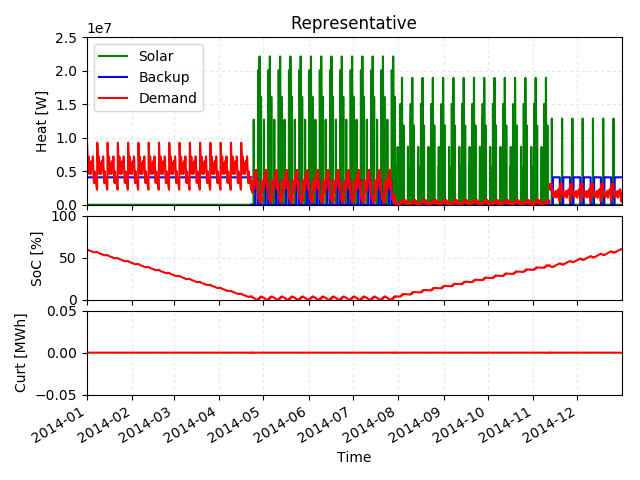 Representative
1e7
Heat [W]
2.5
2.0
1.5
1.0
0.5
0.0
Solar
Backup
Demand
SoC [%]
100
50
0
Curt [MWh]
0.05
0.00
−0.05
2014-01
2014-02
2014-03
2014-04
2014-05
2014-06
2014-07
2014-08
2014-09
2014-10
2014-11
2014-12
Time